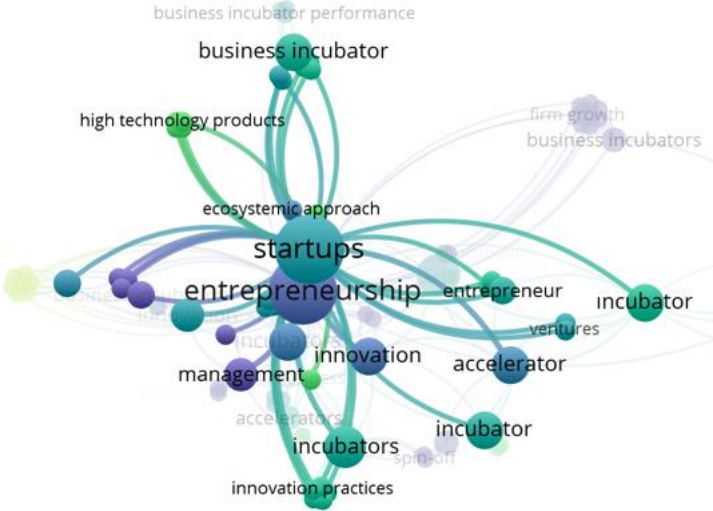 business incubator performance
business incubator
high technology products
firm growth
business incubators
ecosystemic approach
startups
entrepreneurship
entrepreneur
incubator
innovation
ventures
incubators
innovation
accelerator
management
accelerators
incubator
incubators
spin-off
innovation practices